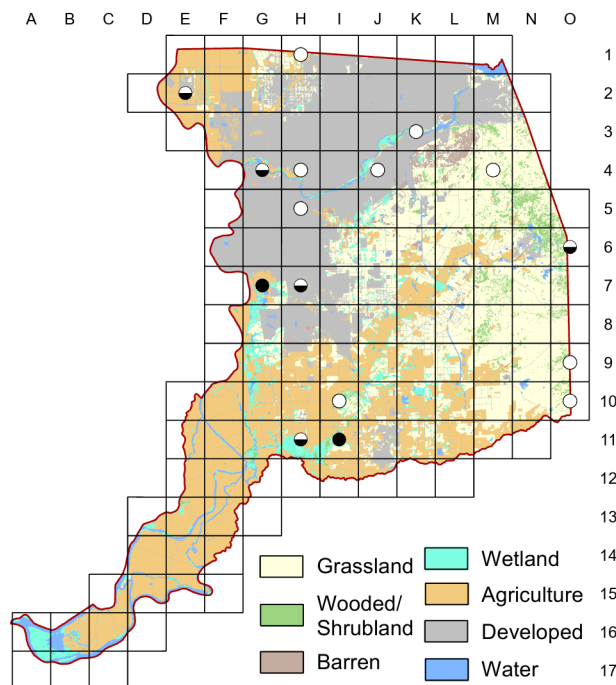 A B C D E F G H I J K L M N O
1
2
3
4
5
6
7
8
9
10
11
12
13
14
15
16
17
Grassland
Wooded/
Shrubland
Barren
Wetland
Agriculture
Developed
Water